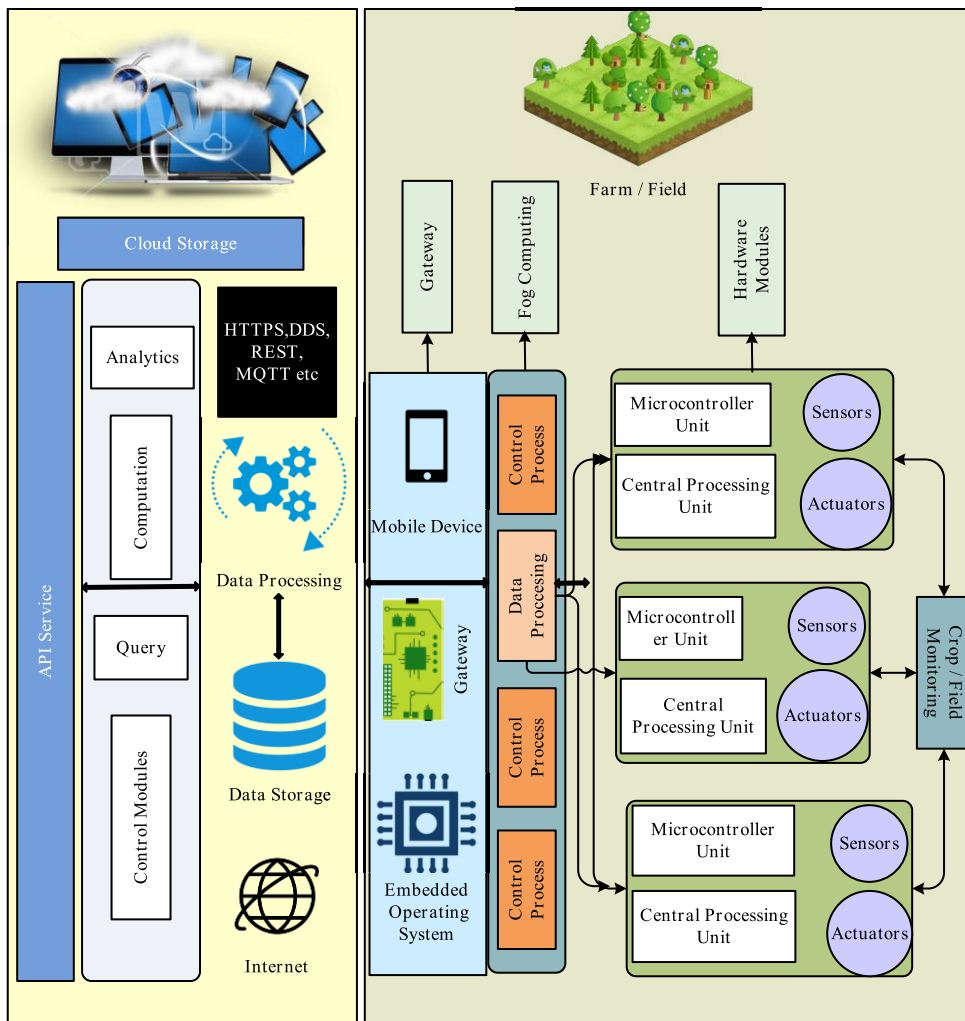 Cloud Storage
API Service
Analytics
Computation
Query
Control Modules
HTTPS,DDS,
REST,
MQTT etc
Data Processing
Data Storage
Internet
Farm / Field
Gateway
Fog Computing
Hardware
Modules
Mobile Device
Gateway
Embedded
Operating
System
Control
Process
Data
Proccesing
Control
Process
Control
Process
Microcontroller
Unit
Central Processing
Unit
Sensors
Actuators
Microcontroll
er Unit
Central
Processing Unit
Sensors
Actuators
Microcontroller
Unit
Central Processing
Unit
Sensors
Actuators
Crop / Field
Monitoring